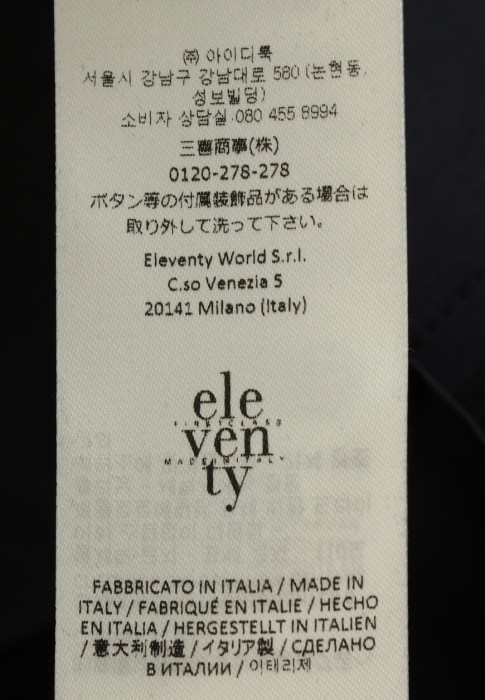 ㈜ 아이디룩
서울시 강남구 강남대로 580 (논현동,
성보빌딩)
소비자 상담실 080 455 8994
三喜商事(株)
0120-278-278
ボタン等の付属装飾品がある場合は
取り外して洗って下さい。
Eleventy World S.r.l.
C.so Venezia 5
20141 Milano (Italy)
ele
ven
MADE IN ITALY
ty
FABBRICATO IN ITALIA / MADE IN
ITALY / FABRIQUÉ EN ITALIE / HECHO
EN ITALIA / HERGESTELLT IN ITALIEN
/ 意大利制造 / イタリア製 / СДЕЛАНО
В ИТАЛИИ / 이태리제